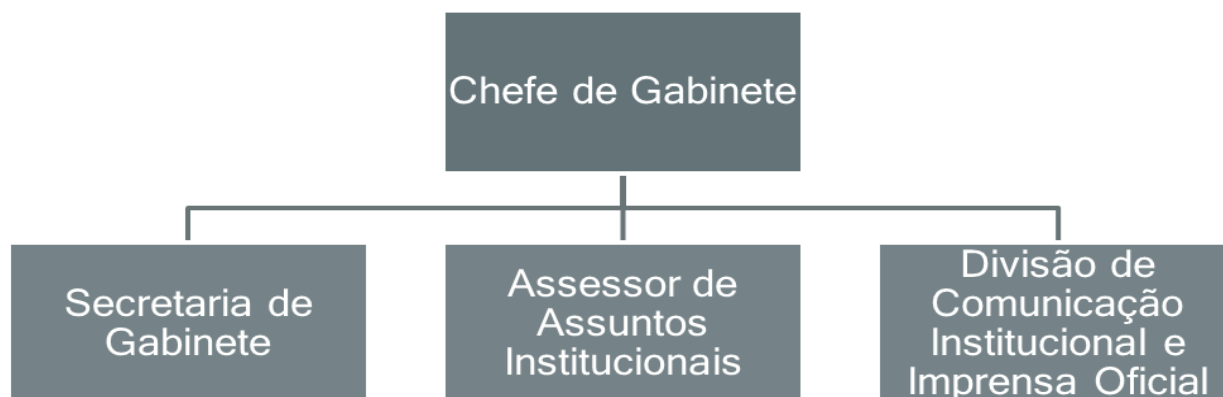 Chefe de Gabinete
Secretaria de
Gabinete
Assessor de
Assuntos
Institucionais
Divisão de
Comunicação
Institucional e
Imprensa Oficial